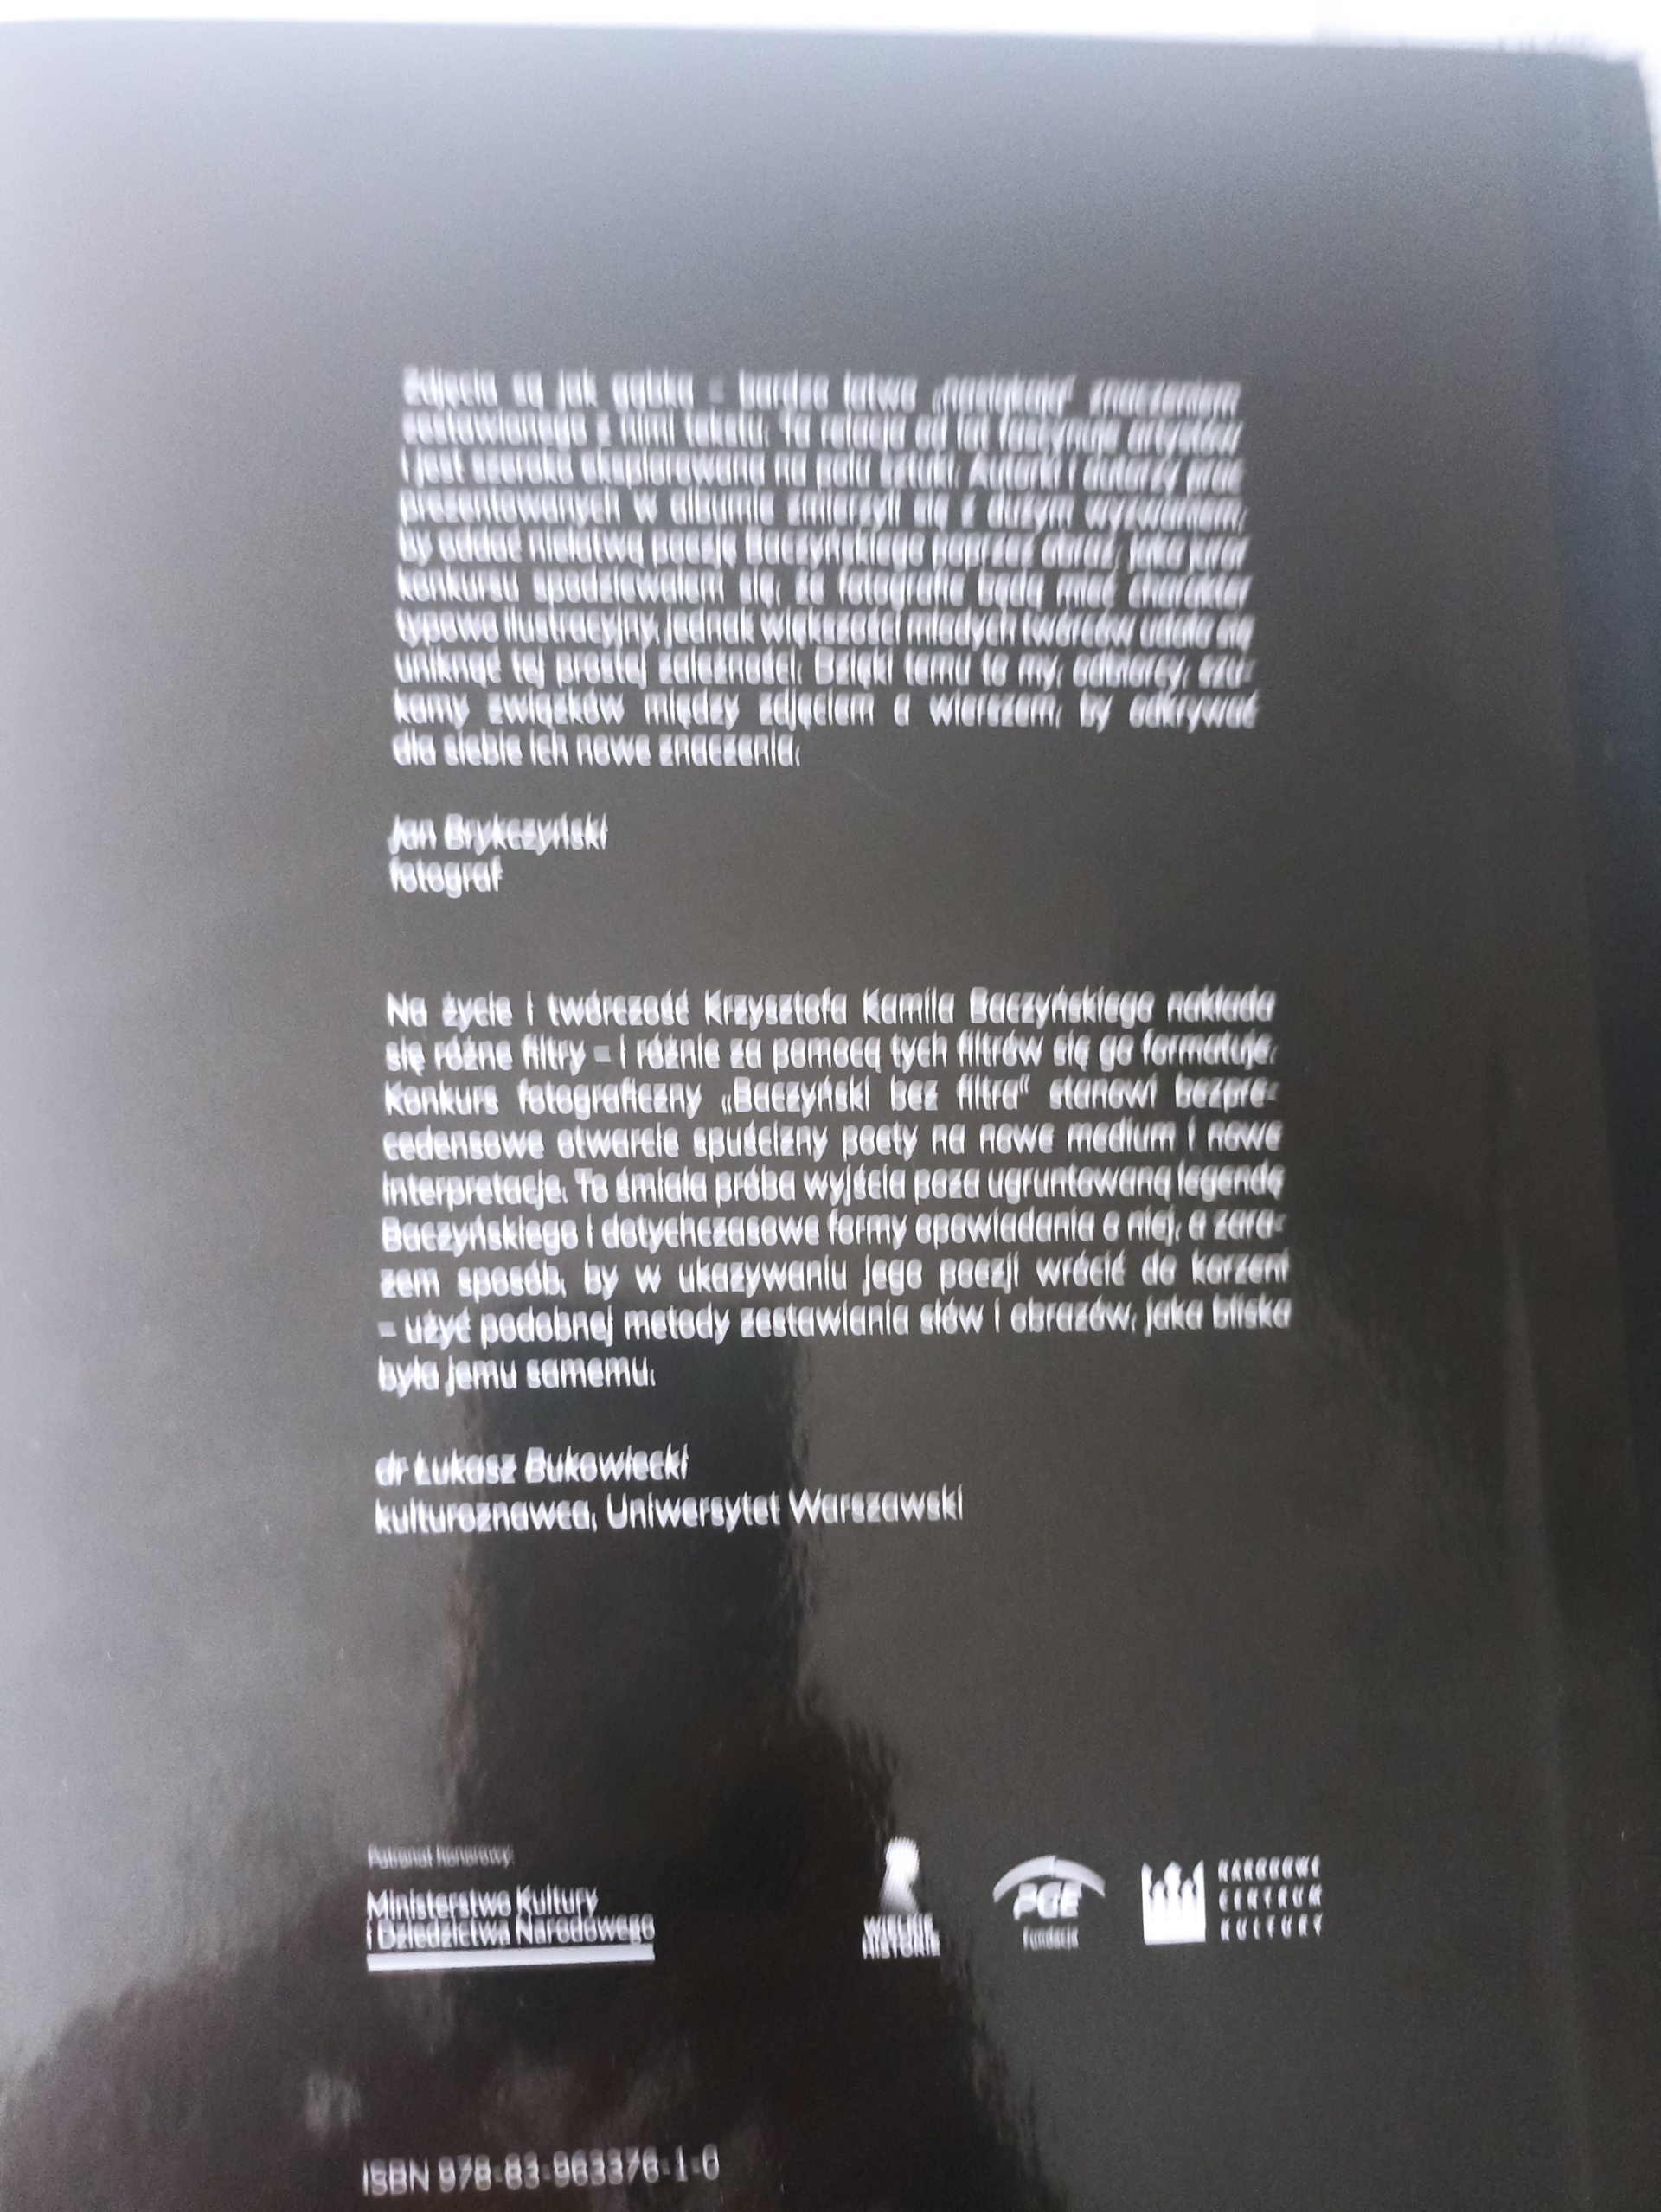 Zdjęcia są jak gąbka – bardzo łatwo „nasiąkają” znaczeniem
zestawionego z nimi tekstu. Ta relacja od lat fascynuje artystów
i jest szeroko eksplorowana na polu sztuki. Autorki i autorzy prac
prezentowanych w albumie zmierzyli się z dużym wyzwaniem,
by oddać niełatwą poezję Baczyńskiego poprzez obraz. Jako juror
konkursu spodziewałem się, że fotografie będą mieć charakter
typowo ilustracyjny, jednak większości młodych twórców udało się
uniknąć tej prostej zależności. Dzięki temu to my, odbiorcy, szu-
kamy związków między zdjęciem a wierszem, by odkrywać
dla siebie ich nowe znaczenia.
Jan Brykczyński
fotograf
Na życie i twórczość Krzysztofa Kamila Baczyńskiego nakłada
się różne filtry – i różnie za pomocą tych filtrów się go formatuje.
Konkurs fotograficzny „Baczyński bez filtra” stanowi bezpre-
cedensowe otwarcie spuścizny poety na nowe medium i nowe
interpretacje. To śmiała próba wyjścia poza ugruntowaną legendę
Baczyńskiego i dotychczasowe formy opowiadania o niej, a zara-
zem sposób, by w ukazywaniu jego poezji wrócić do korzeni
– użyć podobnej metody zestawiania słów i obrazów, jaka bliska
była jemu samemu.
dr Łukasz Bukowiecki
kulturoznawca, Uniwersytet Warszawski
Patronat honorowy:
Ministerstwo Kultury
i Dziedzictwa Narodowego
WIELKIE
HISTORIE
PGE
Fundacja
NARODOWE
CENTRUM
KULTURY
ISBN 978-83-963376-1-0